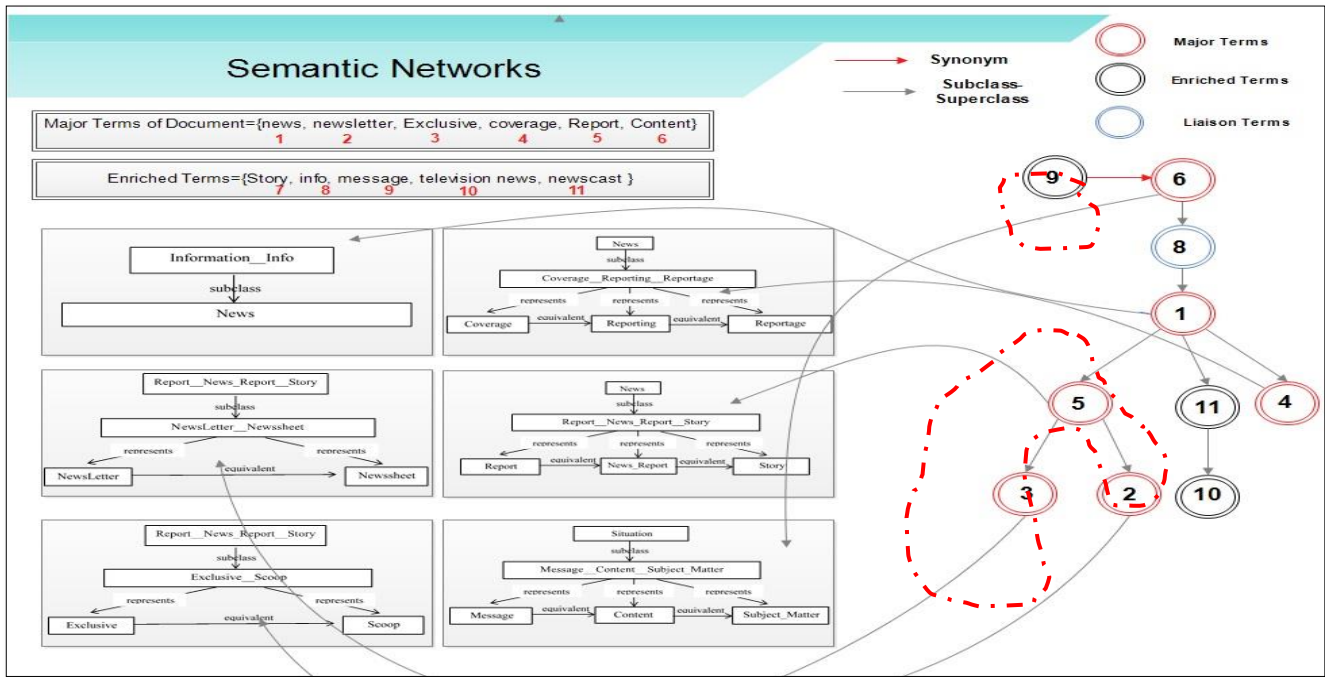 Semantic Networks
Synonym
Subclass-
Superclass
Major Terms
Enriched Terms
Liaison Terms
Major Terms of Document={news, newsletter, Exclusive, coverage, Report, Content}
1 2 3 4 5 6
Enriched Terms={Story, info, message, television news, newscast }
7 8 9 10 11
Information__Info
subclass
News
News
subclass
Coverage__Reporting__Reportage
represents represents represents
Coverage equivalent Reporting equivalent Reportage
Report__News_Report__Story
subclass
NewsLetter__Newssheet
represents represents
NewsLetter equivalent Newssheet
News
subclass
Report__News_Report__Story
represents represents represents
Report equivalent News_Report equivalent Story
Report__News_Report__Story
subclass
Exclusive__Scoop
represents represents
Exclusive equivalent Scoop
Situation
subclass
Message__Content__Subject_Matter
represents represents represents
Message equivalent Content equivalent Subject_Matter
9 6
8
1
5 11 4
3 2 10